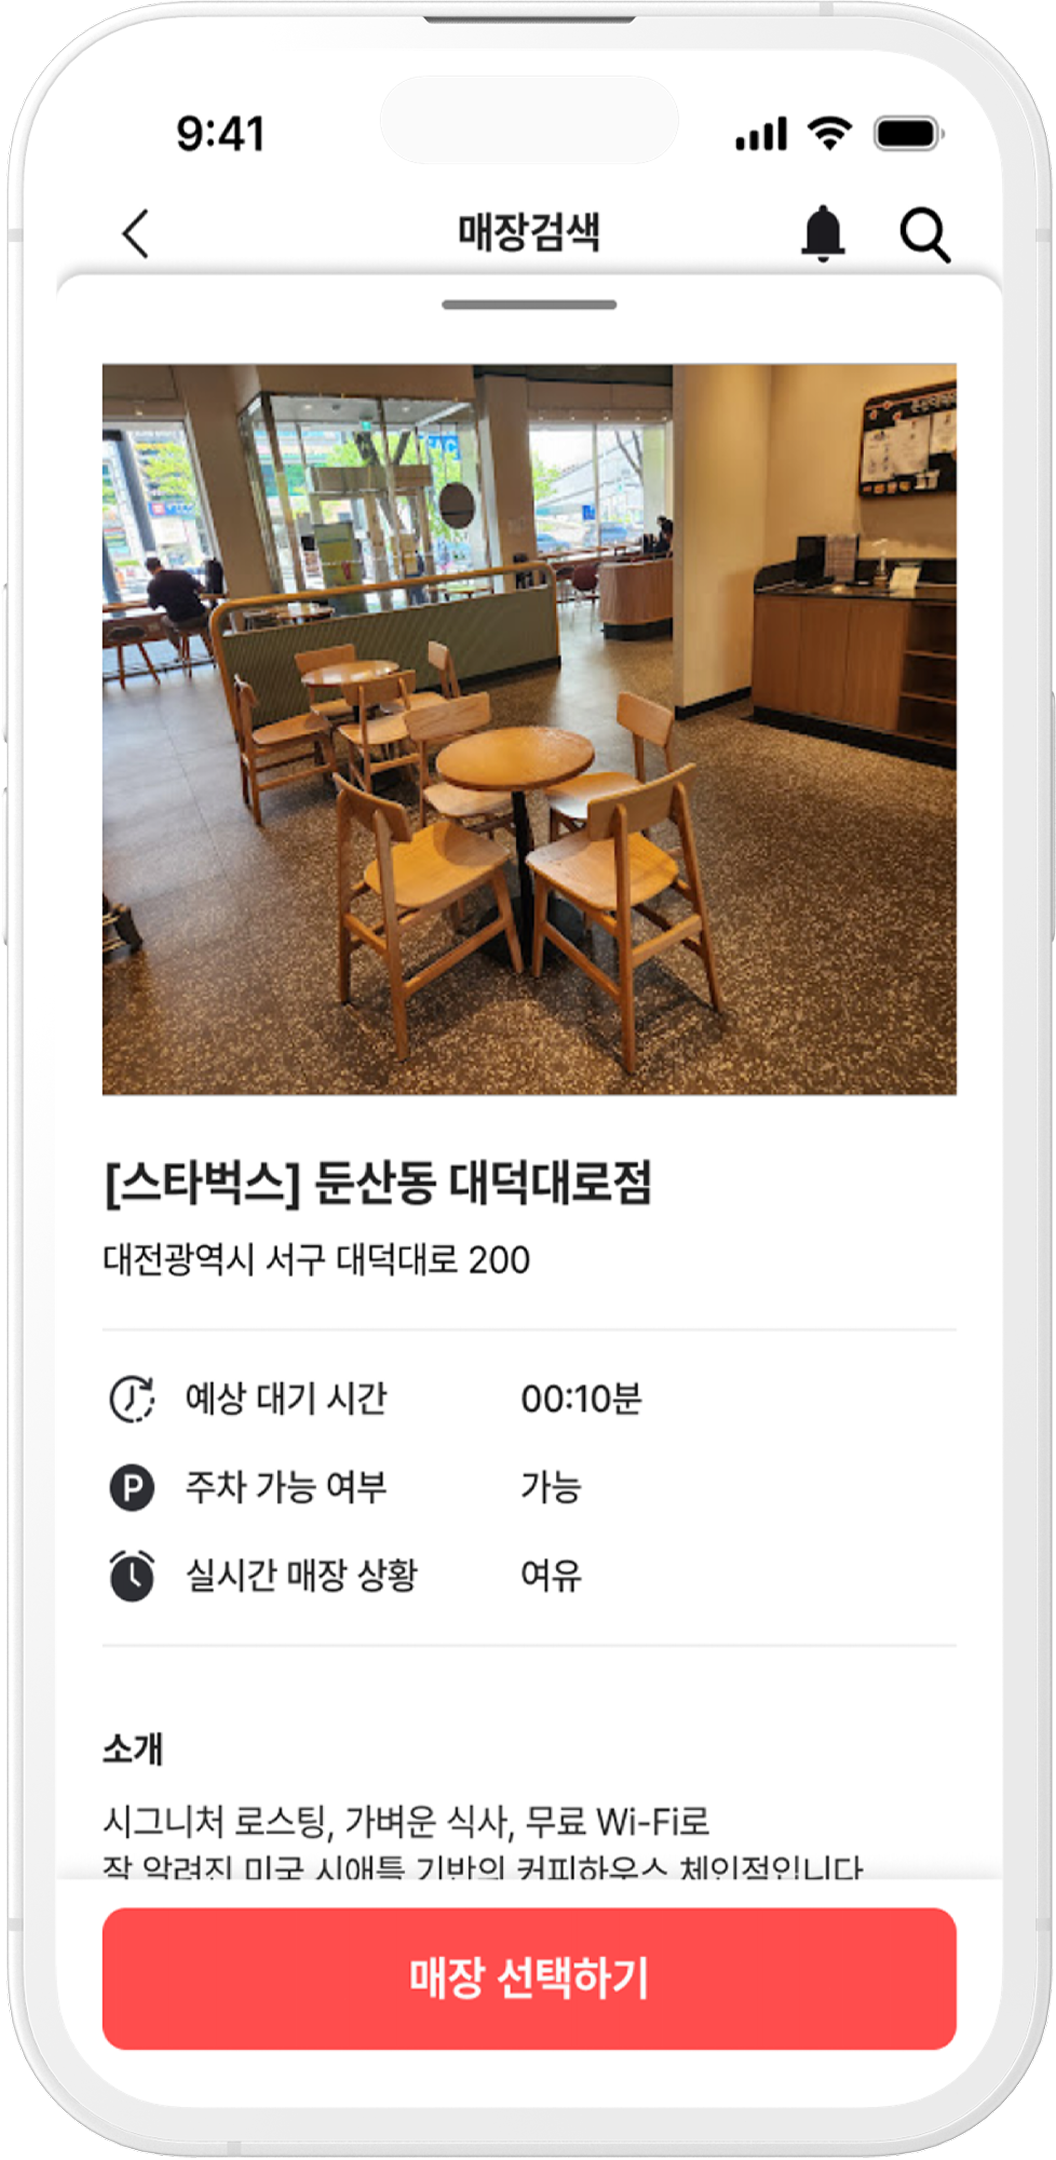 9:41
매장검색
[스타벅스] 둔산동 대덕대로점
대전광역시 서구 대덕대로 200
예상 대기 시간 00:10분
P 주차 가능 여부 가능
실시간 매장 상황 여유
소개
시그니처 로스팅, 가벼운 식사, 무료 Wi-Fi로
잘 알려진 미국 시애틀 기반의 커피하우스 체인점입니다
매장 선택하기